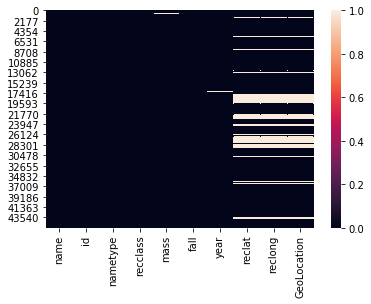 0
2177
4354
6531
8708
10885
13062
15239
17416
19593
21770
23947
26124
28301
30478
32655
34832
37009
39186
41363
43540
name
id
nametype
recclass
mass
fall
year
reclat
reclong
GeoLocation
1.0
0.8
0.6
0.4
0.2
0.0